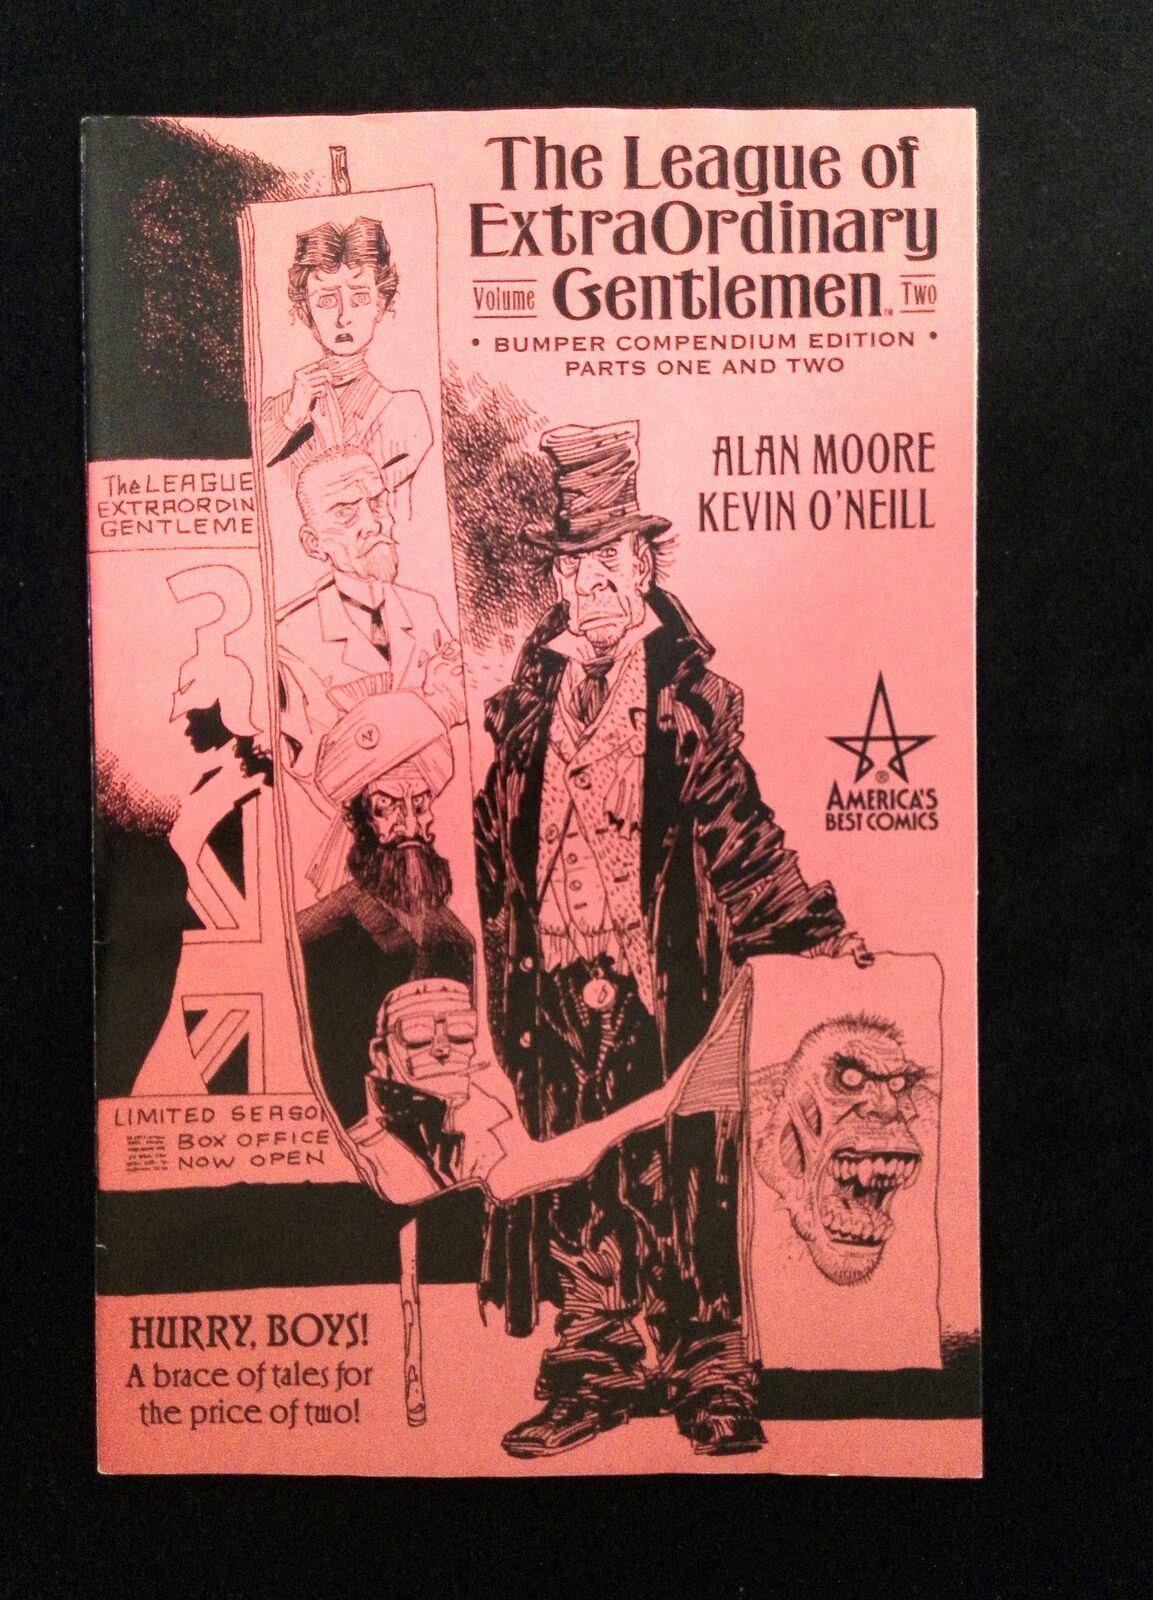 The League of
ExtraOrdinary
Volume Gentlemen™ Two
• BUMPER COMPENDIUM EDITION •
PARTS ONE AND TWO
ALAN MOORE
KEVIN O'NEILL
The LEAGUE
EXTRAORDIN
GENTLEME
N
®
AMERICA'S
BEST COMICS
LIMITED SEASON
BOX OFFICE
NOW OPEN
HURRY, BOYS!
A brace of tales for
the price of two!